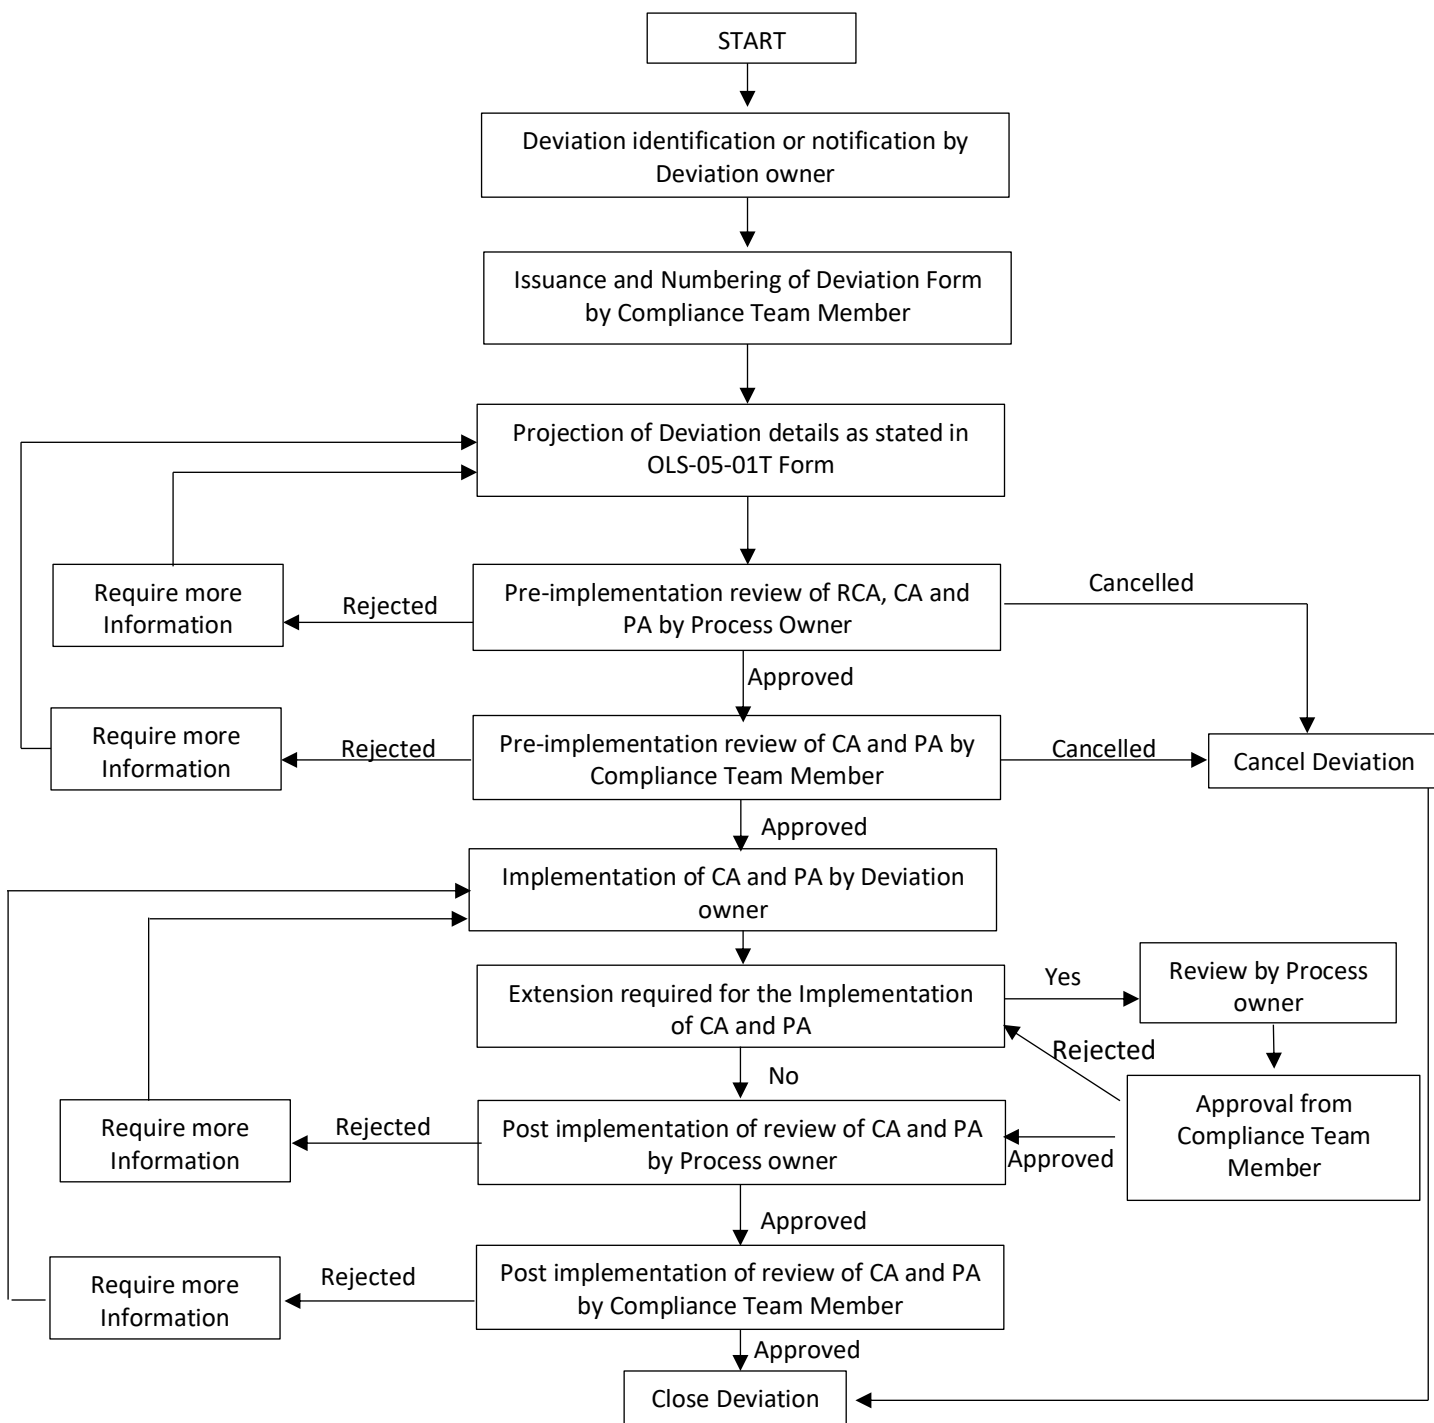 START
Deviation identification or notification by
Deviation owner
Issuance and Numbering of Deviation Form
by Compliance Team Member
Projection of Deviation details as stated in
OLS-05-01T Form
Require more
Information
Rejected
Pre-implementation review of RCA, CA and
PA by Process Owner
Cancelled
Approved
Require more
Information
Rejected
Pre-implementation review of CA and PA by
Compliance Team Member
Cancelled
Cancel Deviation
Approved
Implementation of CA and PA by Deviation
owner
Extension required for the Implementation
of CA and PA
Yes
Review by Process
owner
Rejected
No
Approval from
Compliance Team
Member
Require more
Information
Rejected
Post implementation of review of CA and PA
by Process owner
Approved
Approved
Require more
Information
Rejected
Post implementation of review of CA and PA
by Compliance Team Member
Approved
Close Deviation